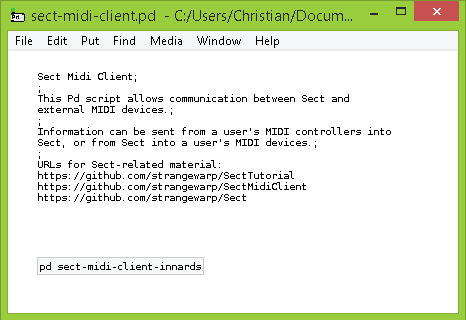 sect-midi-client.pd - C:/Users/Christian/Docum...
File Edit Put Find Media Window Help
Sect Midi Client;
;
This Pd script allows communication between Sect and
external MIDI devices.;
;
Information can be sent from a user's MIDI controllers into
Sect, or from Sect into a user's MIDI devices.;
;
URLs for Sect-related material:
https://github.com/strangewarp/SectTutorial
https://github.com/strangewarp/SectMidiClient
https://github.com/strangewarp/Sect
pd sect-midi-client-innards